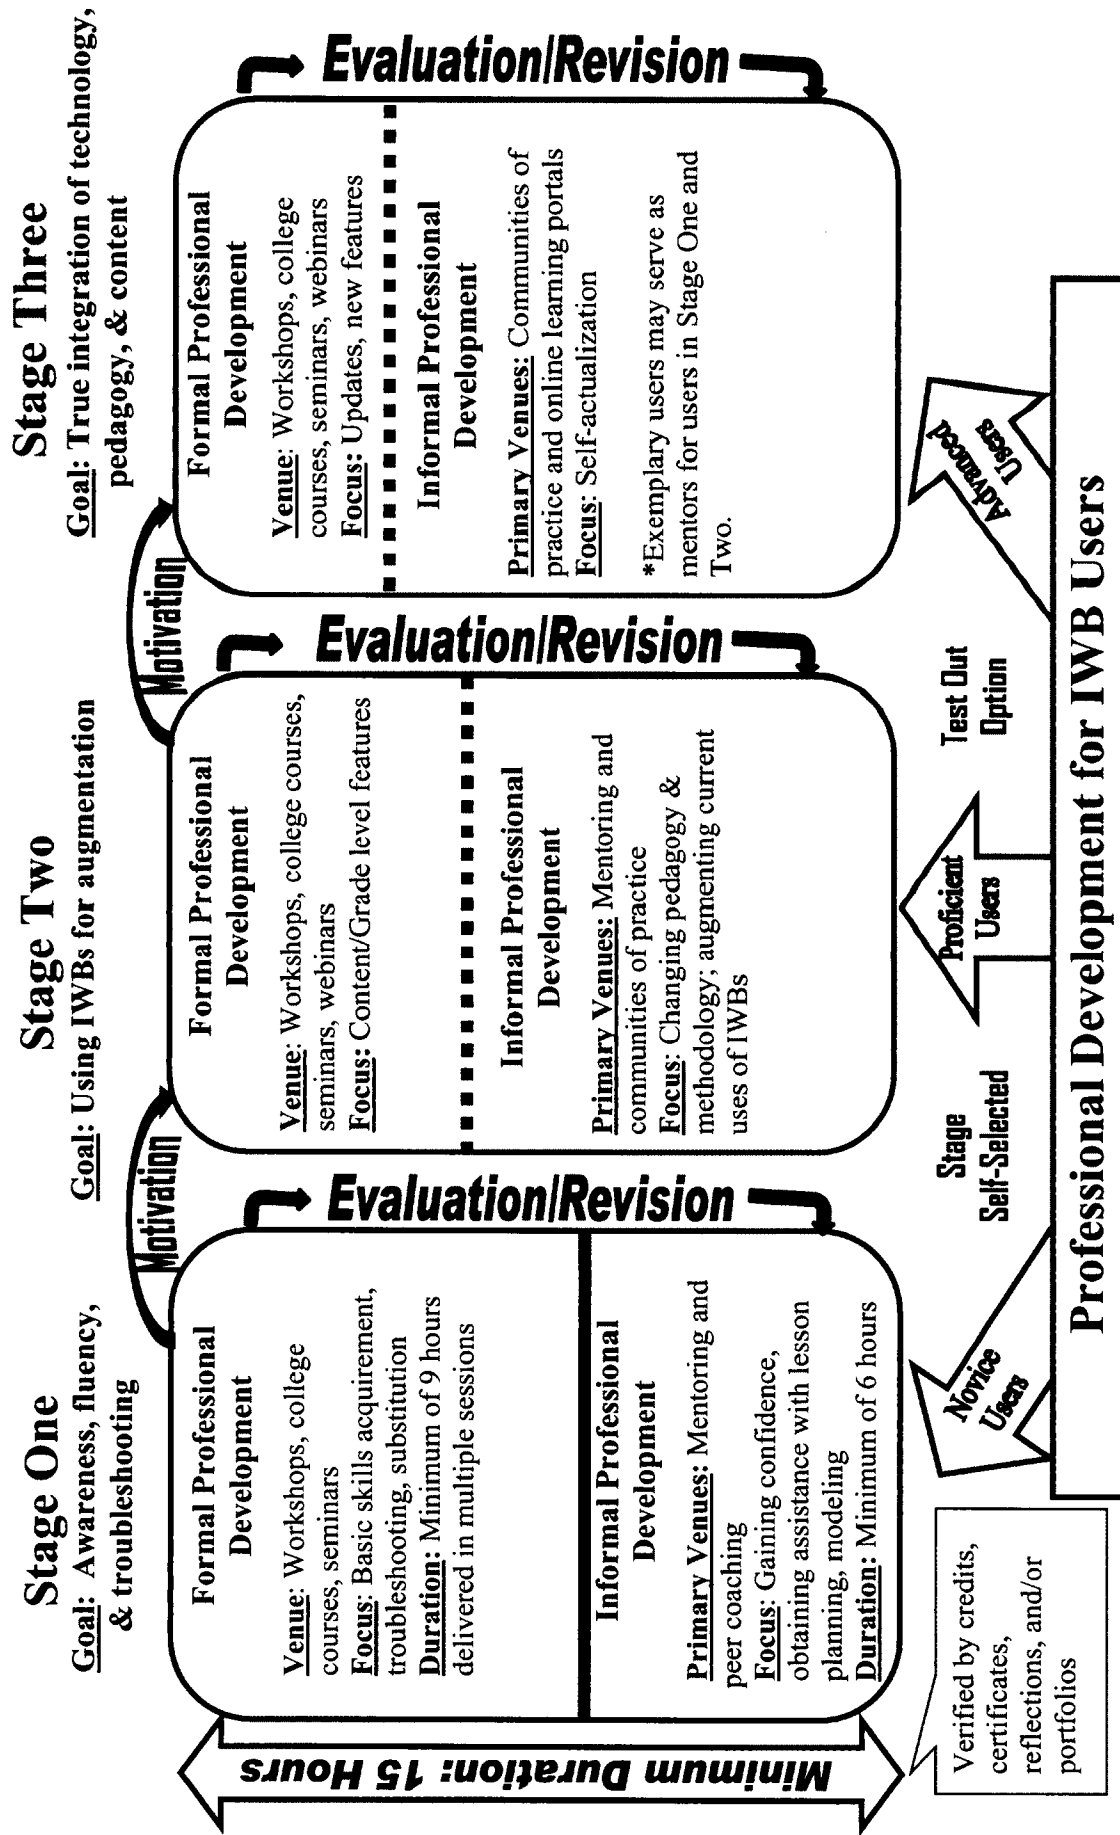 Stage One
Goal: Awareness, fluency,
& troubleshooting
Formal Professional
Development
Venue: Workshops, college
courses, seminars
Focus: Basic skills acquirement,
troubleshooting, substitution
Duration: Minimum of 9 hours
delivered in multiple sessions
Informal Professional
Development
Primary Venues: Mentoring and
peer coaching
Focus: Gaining confidence,
obtaining assistance with lesson
planning, modeling
Duration: Minimum of 6 hours
Minimum Duration: 15 Hours
Verified by credits,
certificates,
reflections, and/or
portfolios
Evaluation/Revision
Motivation
Stage Two
Goal: Using IWBs for augmentation
Formal Professional
Development
Venue: Workshops, college courses,
seminars, webinars
Focus: Content/Grade level features
Informal Professional
Development
Primary Venues: Mentoring and
communities of practice
Focus: Changing pedagogy &
methodology; augmenting current
uses of IWBs
Evaluation/Revision
Motivation
Stage Three
Goal: True integration of technology,
pedagogy, & content
Formal Professional
Development
Venue: Workshops, college
courses, seminars, webinars
Focus: Updates, new features
Informal Professional
Development
Primary Venues: Communities of
practice and online learning portals
Focus: Self-actualization
*Exemplary users may serve as
mentors for users in Stage One and
Two.
Evaluation/Revision
Novice
Users
Stage
Self-Selected
Proficient
Users
Test Out
Option
Advanced
Users
Professional Development for IWB Users